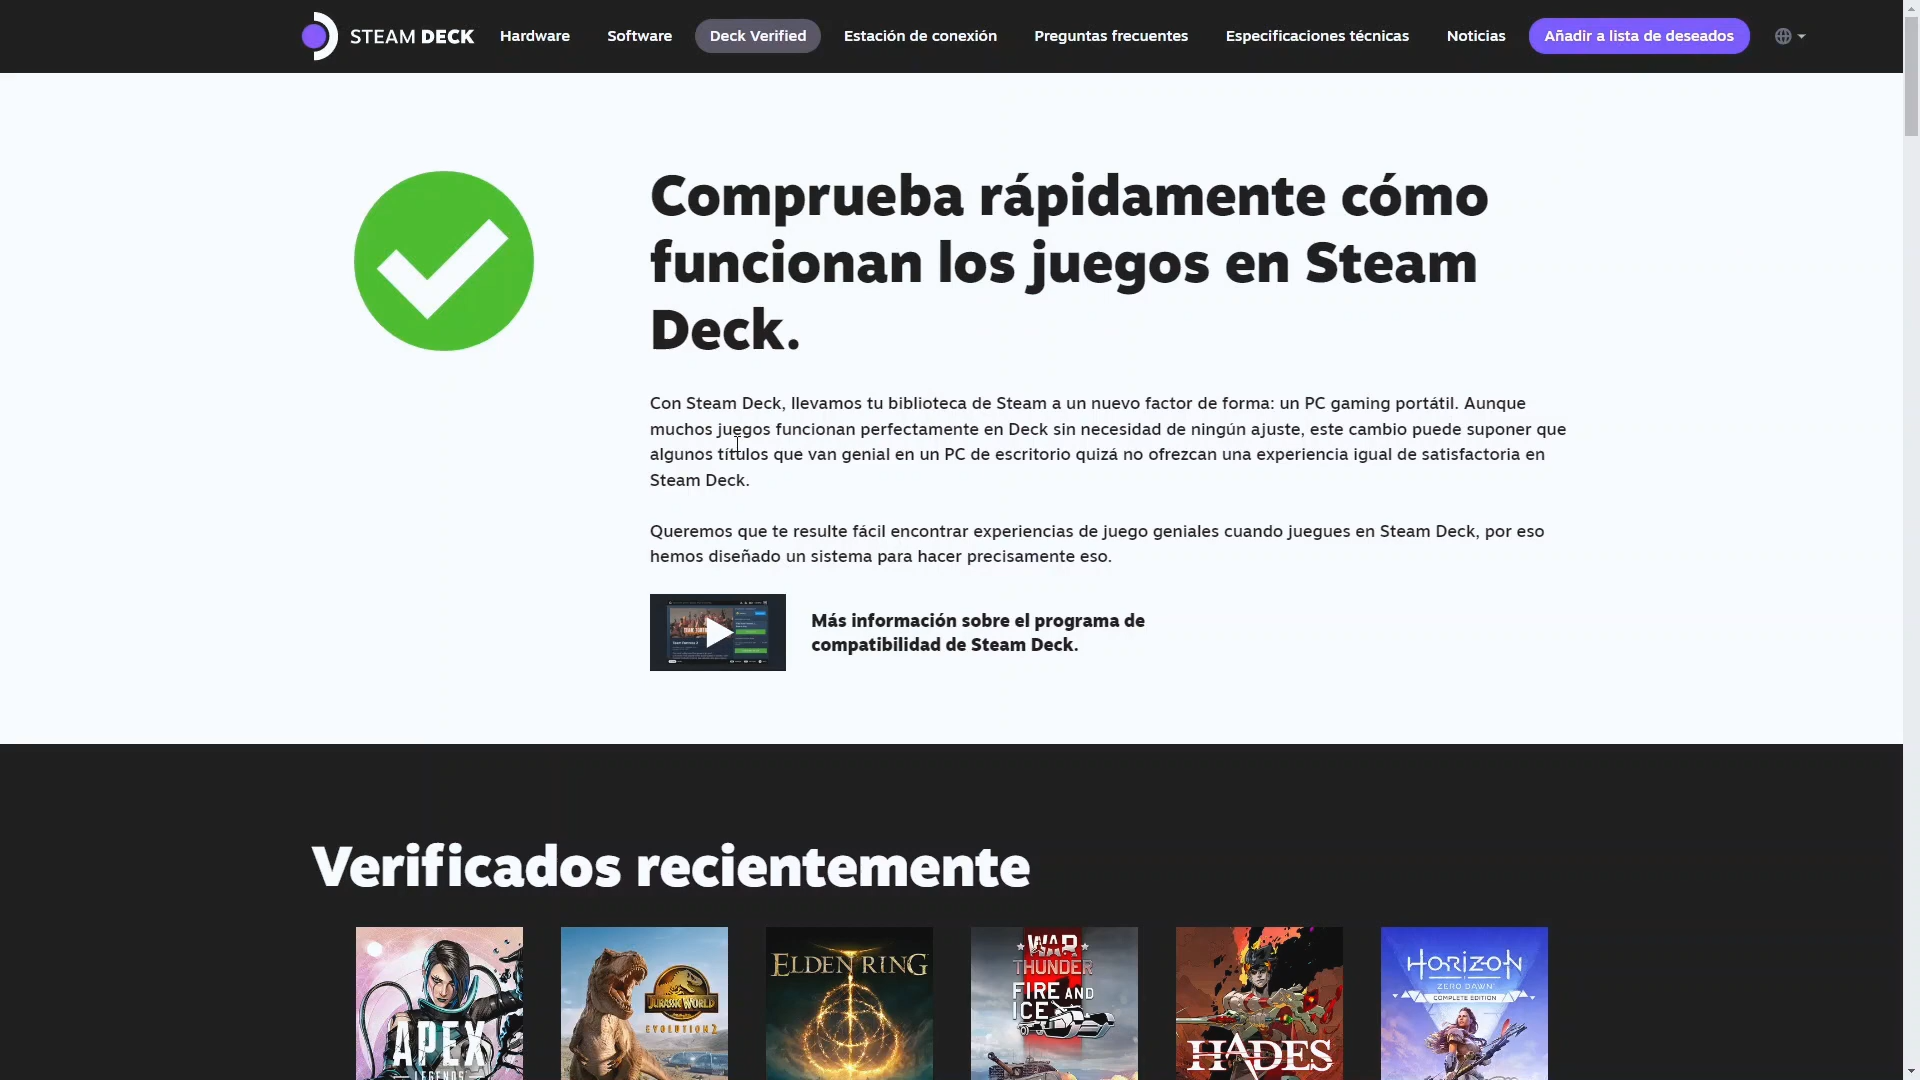 STEAM DECK Hardware Software Deck Verified Estación de conexión Preguntas frecuentes Especificaciones técnicas Noticias Añadir a lista de deseados
Comprueba rápidamente cómo
funcionan los juegos en Steam
Deck.
Con Steam Deck, llevamos tu biblioteca de Steam a un nuevo factor de forma: un PC gaming portátil. Aunque
muchos juegos funcionan perfectamente en Deck sin necesidad de ningún ajuste, este cambio puede suponer que
algunos títulos que van genial en un PC de escritorio quizá no ofrezcan una experiencia igual de satisfactoria en
Steam Deck.
Queremos que te resulte fácil encontrar experiencias de juego geniales cuando juegues en Steam Deck, por eso
hemos diseñado un sistema para hacer precisamente eso.
Más información sobre el programa de
compatibilidad de Steam Deck.
Verificados recientemente
APEX
LEGENDS
JURASSIC WORLD
EVOLUTION 2
ELDEN RING
WAR
THUNDER
FIRE AND
ICE
HADES
HORIZON
ZERO DAWN
COMPLETE EDITION